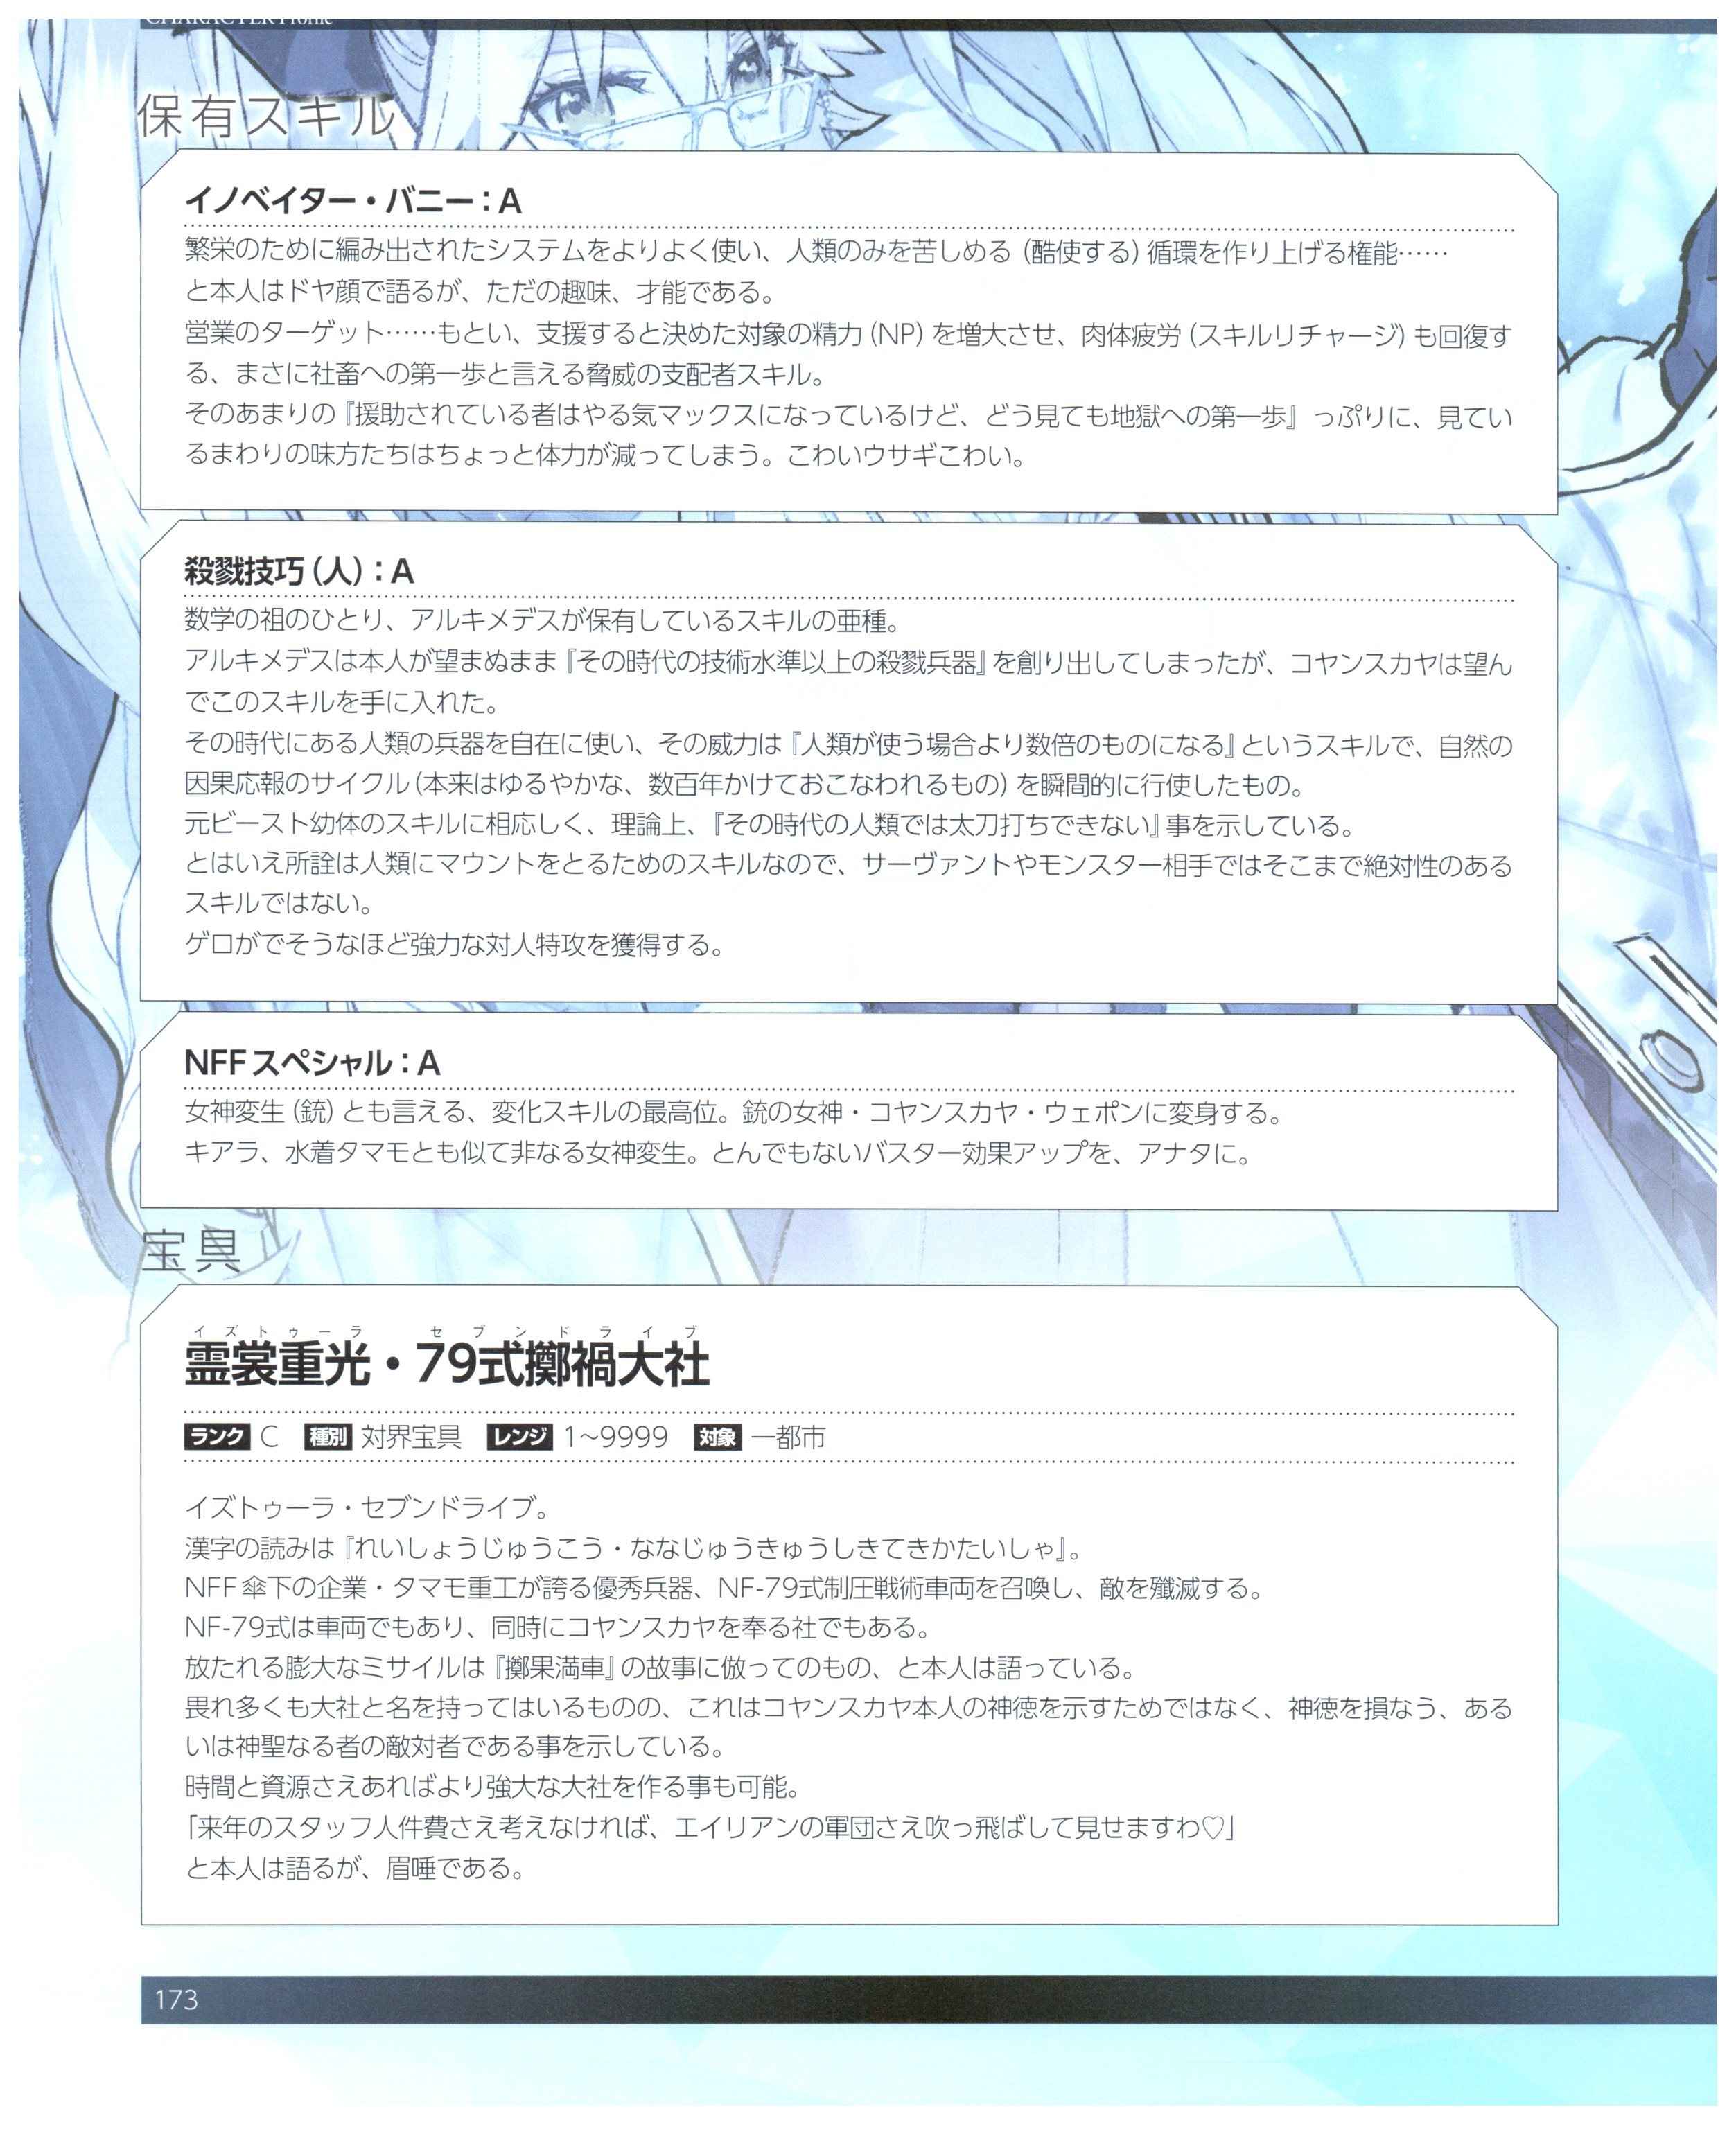 CHARACTER Profile
保有スキル
イノベイター・バニー：A
繁栄のために編み出されたシステムをよりよく使い、人類のみを苦しめる（酷使する）循環を作り上げる権能……
と本人はドヤ顔で語るが、ただの趣味、才能である。
営業のターゲット……もとい、支援すると決めた対象の精力（NP）を増大させ、肉体疲労（スキルリチャージ）も回復す
る、まさに社畜への第一歩と言える脅威の支配者スキル。
そのあまりの『援助されている者はやる気マックスになっているけど、どう見ても地獄への第一歩』っぷりに、見てい
るまわりの味方たちはちょっと体力が減ってしまう。こわいウサギこわい。
殺戮技巧（人）：A
数学の祖のひとり、アルキメデスが保有しているスキルの亜種。
アルキメデスは本人が望まぬまま『その時代の技術水準以上の殺戮兵器』を創り出してしまったが、コヤンスカヤは望ん
でこのスキルを手に入れた。
その時代にある人類の兵器を自在に使い、その威力は『人類が使う場合より数倍のものになる』というスキルで、自然の
因果応報のサイクル（本来はゆるやかな、数百年かけておこなわれるもの）を瞬間的に行使したもの。
元ビースト幼体のスキルに相応しく、理論上、『その時代の人類では太刀打ちできない』事を示している。
とはいえ所詮は人類にマウントをとるためのスキルなので、サーヴァントやモンスター相手ではそこまで絶対性のある
スキルではない。
ゲロがでそうなほど強力な対人特攻を獲得する。
NFFスペシャル：A
女神変生（銃）とも言える、変化スキルの最高位。銃の女神・コヤンスカヤ・ウェポンに変身する。
キアラ、水着タマモとも似て非なる女神変生。とんでもないバスター効果アップを、アナタに。
宝具
イズトゥーラ　セブンドライブ
霊裳重光・79式擲禍大社
ランク C 種別 対界宝具 レンジ 1〜9999 対象 一都市
イズトゥーラ・セブンドライブ。
漢字の読みは『れいしょうじゅうこう・ななじゅうきゅうしきてきかたいしゃ』。
NFF傘下の企業・タマモ重工が誇る優秀兵器、NF-79式制圧戦術車両を召喚し、敵を殲滅する。
NF-79式は車両でもあり、同時にコヤンスカヤを奉る社でもある。
放たれる膨大なミサイルは『擲果満車』の故事に倣ってのもの、と本人は語っている。
畏れ多くも大社と名を持ってはいるものの、これはコヤンスカヤ本人の神徳を示すためではなく、神徳を損なう、ある
いは神聖なる者の敵対者である事を示している。
時間と資源さえあればより強大な大社を作る事も可能。
「来年のスタッフ人件費さえ考えなければ、エイリアンの軍団さえ吹っ飛ばして見せますわ♡」
と本人は語るが、眉唾である。
173